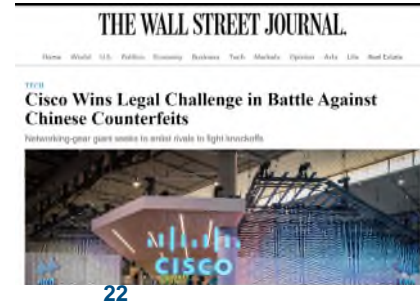 THE WALL STREET JOURNAL.
Home World U.S. Politics Economy Business Tech Markets Opinion Arts Life Real Estate
TECH
Cisco Wins Legal Challenge in Battle Against
Chinese Counterfeits
Networking-gear giant seeks to enlist rivals to fight knockoffs
CISCO
22